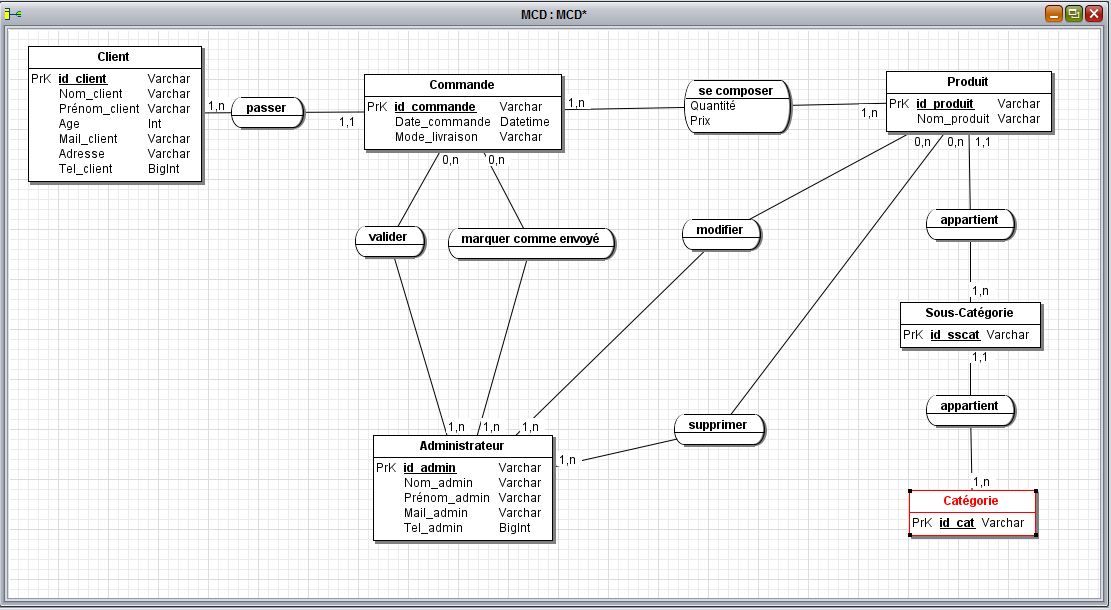 MCD : MCD*
Client
PrK id_client Varchar
Nom_client Varchar
Prénom_client Varchar
Age Int
Mail_client Varchar
Adresse Varchar
Tel_client BigInt
1,n
passer
1,1
Commande
PrK id_commande Varchar
Date_commande Datetime
Mode_livraison Varchar
1,n
se composer
Quantité
Prix
1,n
Produit
PrK id_produit Varchar
Nom_produit Varchar
0,n
0,n
0,n
0,n
1,1
valider
marquer comme envoyé
modifier
appartient
1,n
Sous-Catégorie
PrK id_sscat Varchar
1,1
appartient
supprimer
1,n
1,n
1,n
1,n
Administrateur
PrK id_admin Varchar
Nom_admin Varchar
Prénom_admin Varchar
Mail_admin Varchar
Tel_admin BigInt
1,n
Catégorie
PrK id_cat Varchar